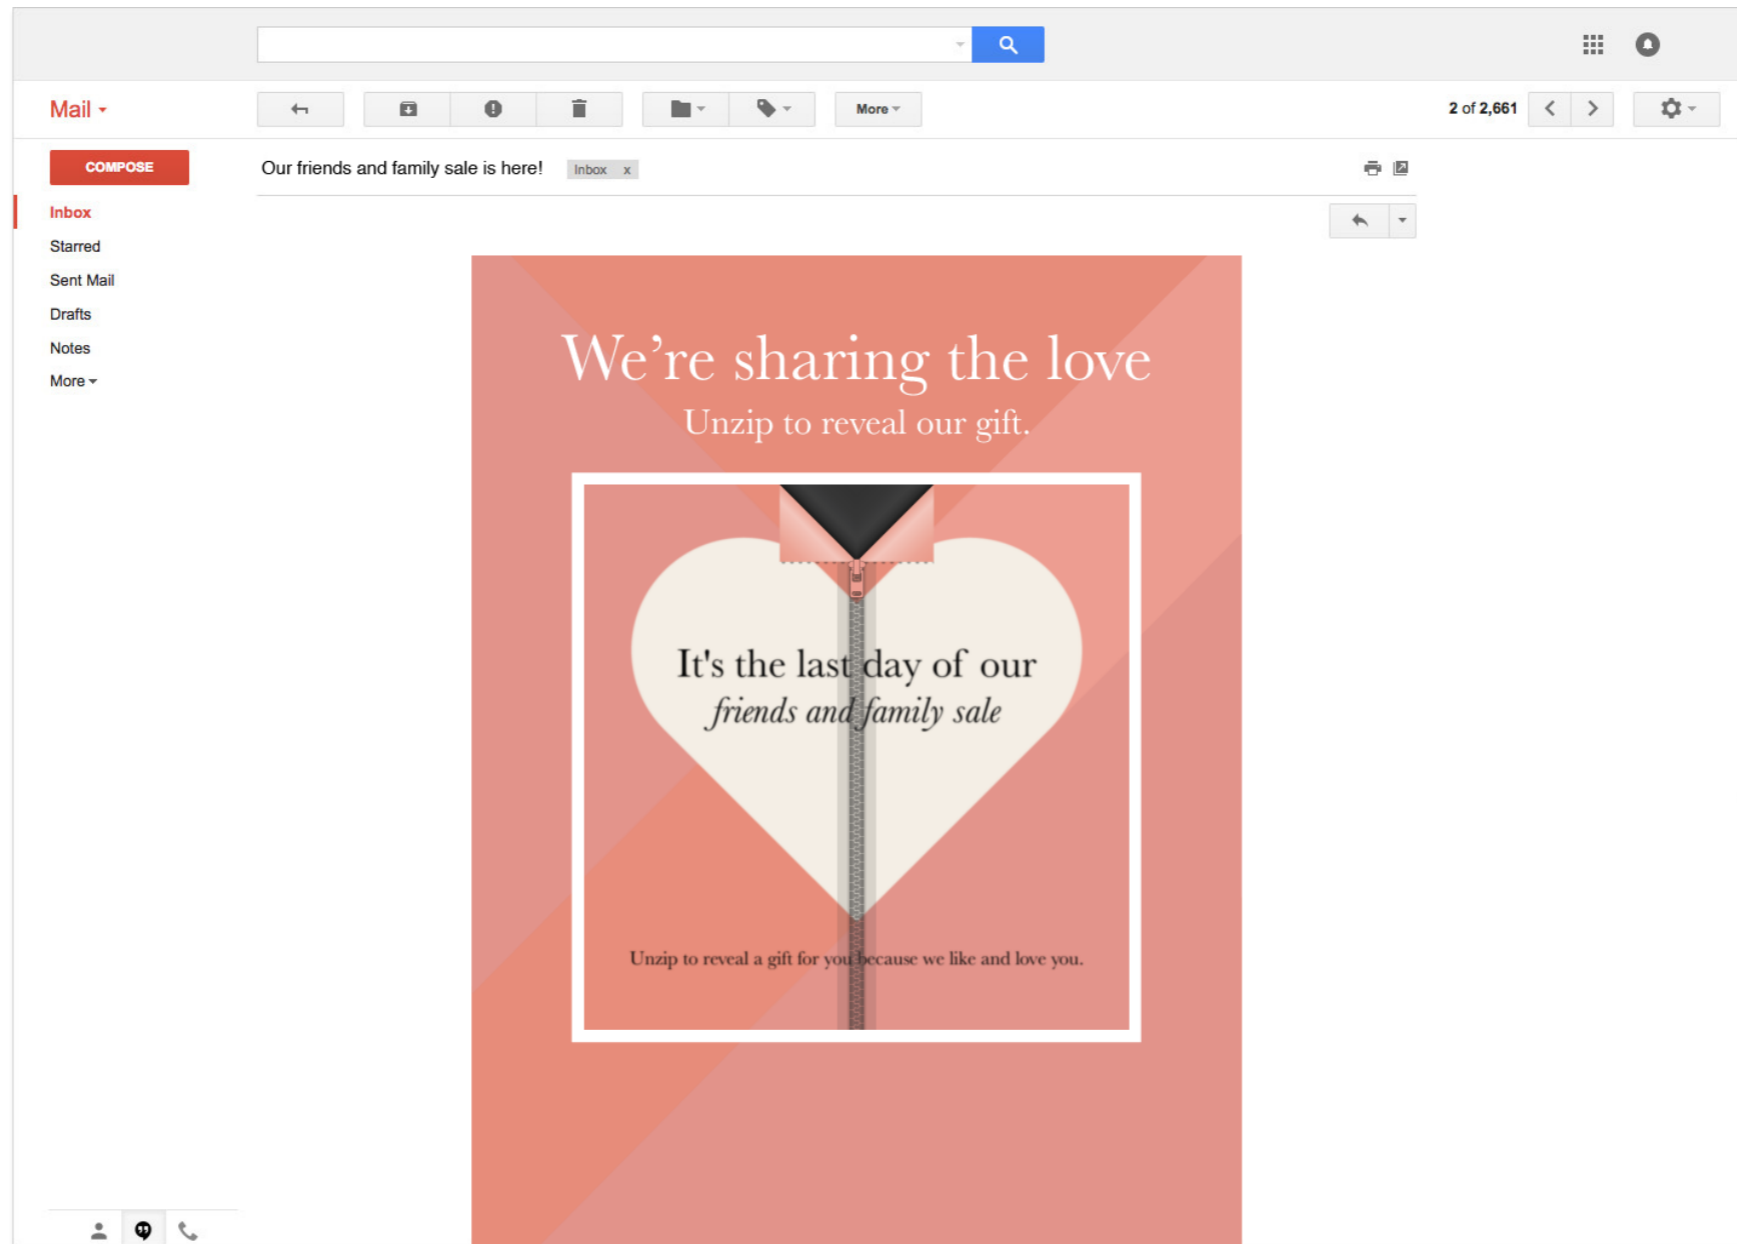 Mail
More
2 of 2,661
COMPOSE
Our friends and family sale is here!
Inbox x
Inbox
Starred
Sent Mail
Drafts
Notes
More
We’re sharing the love
Unzip to reveal our gift.
It's the last day of our
friends and family sale
Unzip to reveal a gift for you because we like and love you.